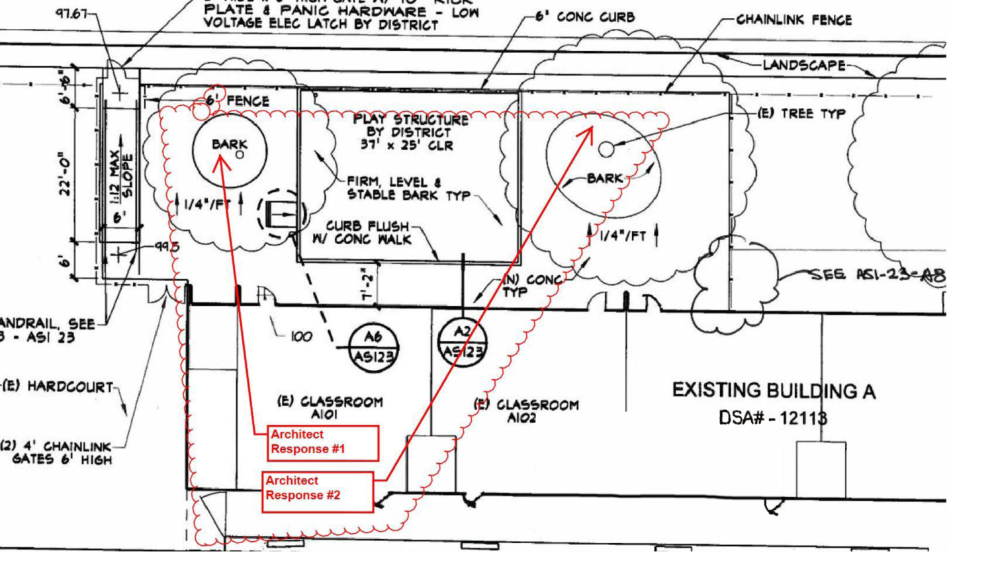 PLATE & PANIC HARDWARE - LOW
VOLTAGE ELEC LATCH BY DISTRICT
97.67
6' CONC CURB
CHAINLINK FENCE
LANDSCAPE
6'-6"
6' FENCE
(E) TREE TYP
PLAY STRUCTURE
BY DISTRICT
37' x 25' CLR
BARK
22'-0"
1:12 MAX
SLOPE
6'
FIRM, LEVEL &
STABLE BARK TYP
BARK
1/4"/FT
CURB FLUSH
W/ CONC WALK
1/4"/FT
99.5
6'
7'-2"
(N) CONC
TYP
SEE ASI-23-A8
ANDRAIL, SEE
3 - ASI 23
100
A6
ASI23
A2
ASI23
(E) HARDCOURT
(E) CLASSROOM
A101
(E) CLASSROOM
A102
EXISTING BUILDING A
DSA# - 12113
(2) 4' CHAINLINK
GATES 6' HIGH
Architect
Response #1
Architect
Response #2